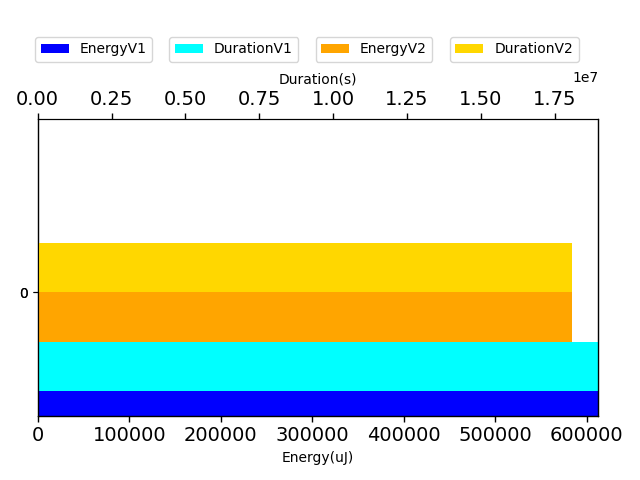 EnergyV1 DurationV1 EnergyV2 DurationV2
Duration(s)
1e7
0.00 0.25 0.50 0.75 1.00 1.25 1.50 1.75
0
0 100000 200000 300000 400000 500000 600000
Energy(uJ)